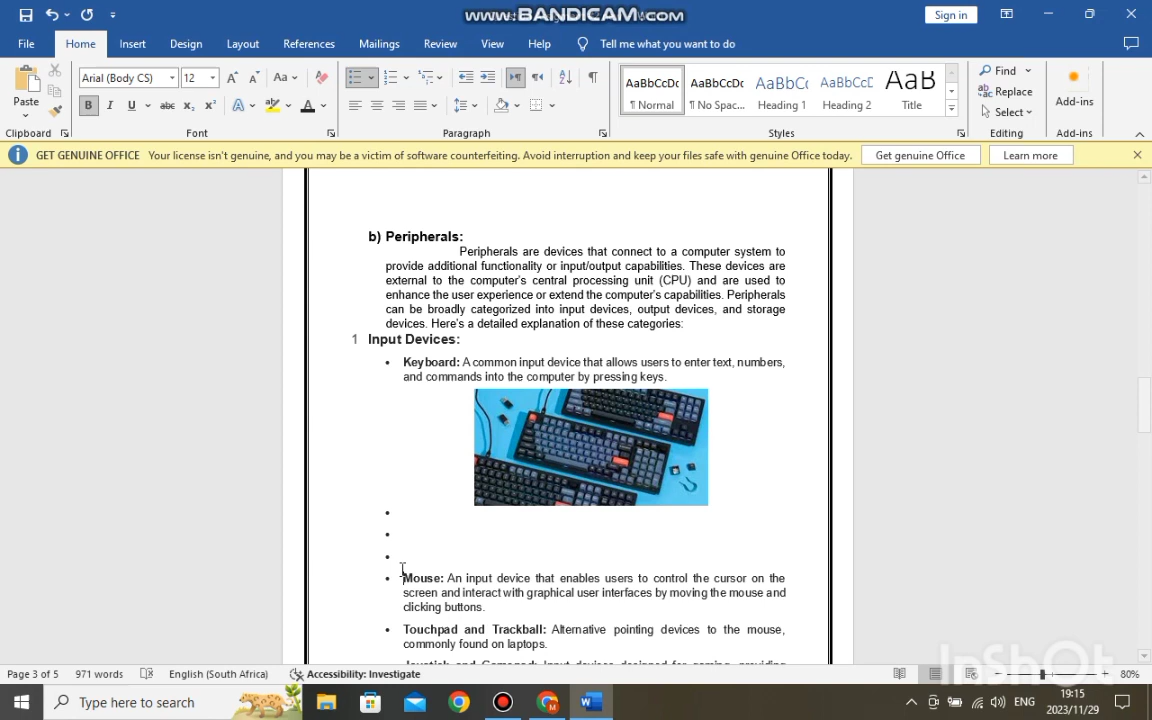 WWW.BANDICAM.COM
Sign in
File Home Insert Design Layout References Mailings Review View Help Tell me what you want to do
Paste
Arial (Body CS) 12
AaBbCcDc AaBbCcDc AaBbCc AaBbCcD AaB
¶ Normal ¶ No Spac... Heading 1 Heading 2 Title
Find
Replace
Select
Add-ins
Clipboard Font Paragraph Styles Editing Add-ins
GET GENUINE OFFICE Your license isn't genuine, and you may be a victim of software counterfeiting. Avoid interruption and keep your files safe with genuine Office today. Get genuine Office Learn more
b) Peripherals:
Peripherals are devices that connect to a computer system to
provide additional functionality or input/output capabilities. These devices are
external to the computer's central processing unit (CPU) and are used to
enhance the user experience or extend the computer's capabilities. Peripherals
can be broadly categorized into input devices, output devices, and storage
devices. Here's a detailed explanation of these categories:
1 Input Devices:
• Keyboard: A common input device that allows users to enter text, numbers,
and commands into the computer by pressing keys.
•
•
•
• Mouse: An input device that enables users to control the cursor on the
screen and interact with graphical user interfaces by moving the mouse and
clicking buttons.
• Touchpad and Trackball: Alternative pointing devices to the mouse,
commonly found on laptops.
Joystick and Gamepad: Input devices designed for gaming, providing
InShOt
Page 3 of 5 971 words English (South Africa) Accessibility: Investigate 80%
Type here to search
ENG
19:15
2023/11/29